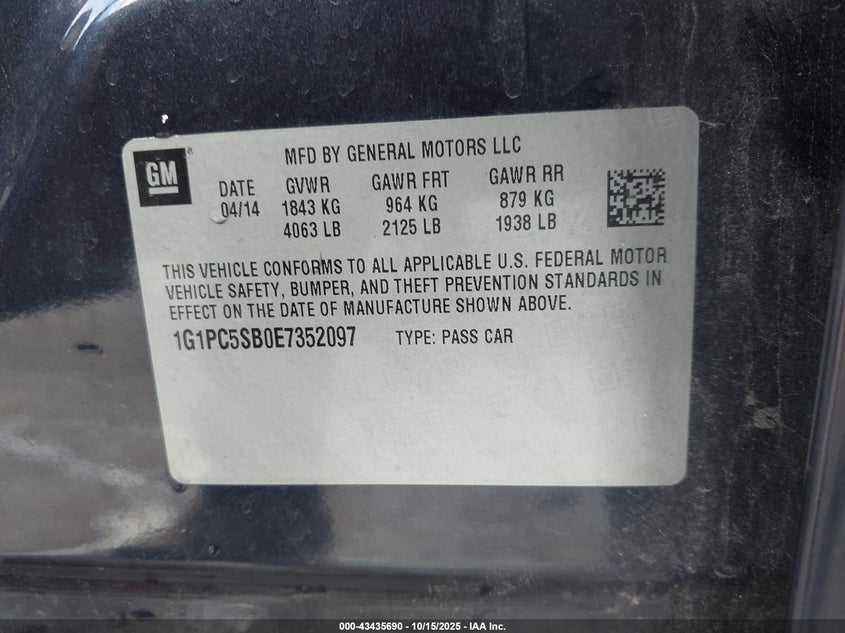 GM®
MFD BY GENERAL MOTORS LLC
DATE GVWR GAWR FRT GAWR RR
04/14 1843 KG 964 KG 879 KG
4063 LB 2125 LB 1938 LB
THIS VEHICLE CONFORMS TO ALL APPLICABLE U.S. FEDERAL MOTOR
VEHICLE SAFETY, BUMPER, AND THEFT PREVENTION STANDARDS IN
EFFECT ON THE DATE OF MANUFACTURE SHOWN ABOVE.
1G1PC5SB0E7352097 TYPE: PASS CAR
000-43435690 - 10/15/2025 - IAA Inc.